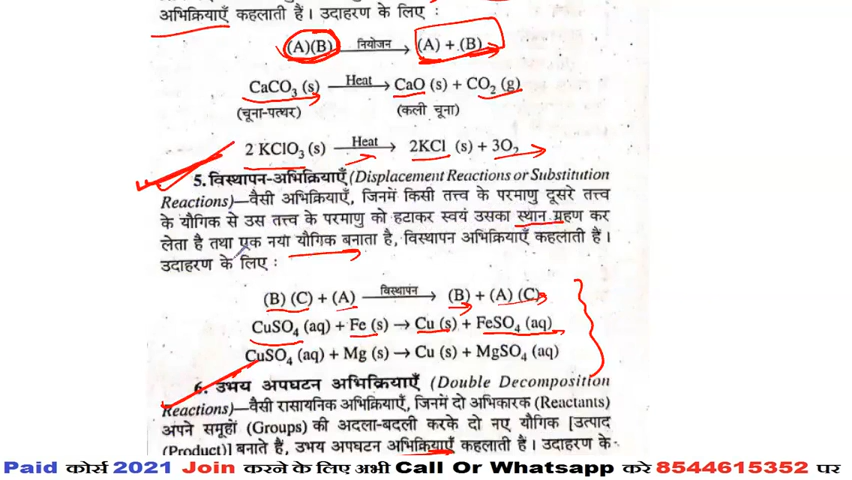 अभिक्रियाएँ कहलाती हैं। उदाहरण के लिए :
(A)(B) —नियोजन→ (A) + (B)
CaCO₃ (s) —Heat→ CaO (s) + CO₂ (g)
(चूना-पत्थर) (कली चूना)
2 KClO₃ (s) —Heat→ 2KCl (s) + 3O₂
5. विस्थापन-अभिक्रियाएँ (Displacement Reactions or Substitution
Reactions)—वैसी अभिक्रियाएँ, जिनमें किसी तत्त्व के परमाणु दूसरे तत्त्व
के यौगिक से उस तत्त्व के परमाणु को हटाकर स्वयं उसका स्थान ग्रहण कर
लेता है तथा एक नया यौगिक बनाता है, विस्थापन अभिक्रियाएँ कहलाती हैं।
उदाहरण के लिए :
(B) (C) + (A) —विस्थापन→ (B) + (A) (C)
CuSO₄ (aq) + Fe (s) → Cu (s) + FeSO₄ (aq)
CuSO₄ (aq) + Mg (s) → Cu (s) + MgSO₄ (aq)
6. उभय अपघटन अभिक्रियाएँ (Double Decomposition
Reactions)—वैसी रासायनिक अभिक्रियाएँ, जिनमें दो अभिकारक (Reactants)
अपने समूहों (Groups) की अदला-बदली करके दो नए यौगिक [उत्पाद
(Product)] बनाते हैं, उभय अपघटन अभिक्रियाएँ कहलाती हैं। उदाहरण के
Paid कोर्स 2021 Join करने के लिए अभी Call Or Whatsapp करे 8544615352 पर